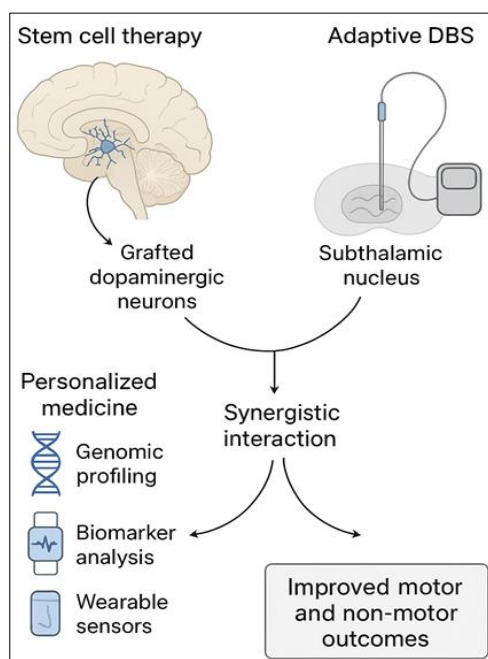 Stem cell therapy
Adaptive DBS
Grafted
dopaminergic
neurons
Subthalamic
nucleus
Synergistic
interaction
Personalized
medicine
Genomic
profiling
Biomarker
analysis
Wearable
sensors
Improved motor
and non-motor
outcomes